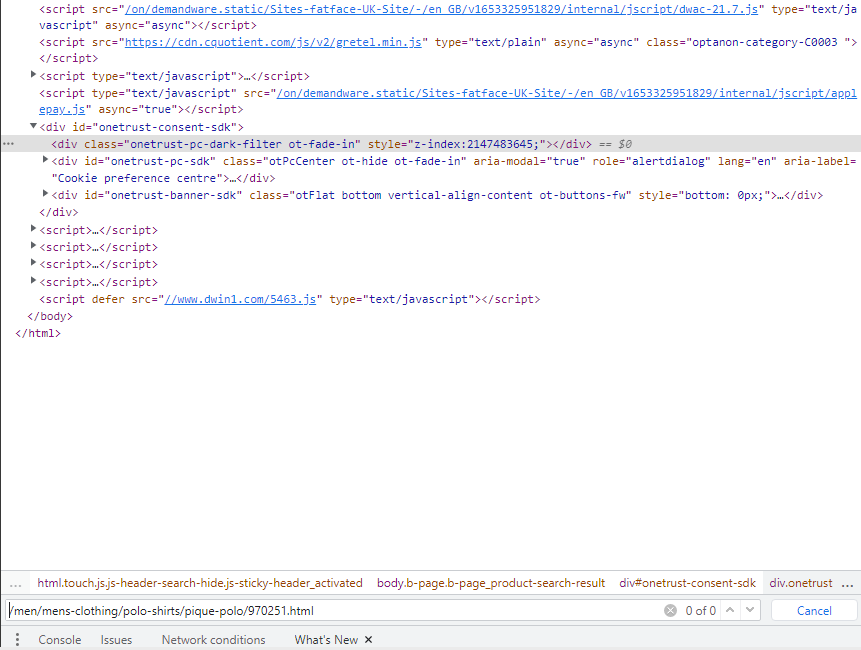 <script src="/on/demandware.static/Sites-fatface-UK-Site/-/en_GB/v1653325951829/internal/jscript/dwac-21.7.js" type="text/ja
vascript" async="async"></script>
<script src="https://cdn.cquotient.com/js/v2/gretel.min.js" type="text/plain" async="async" class="optanon-category-C0003 ">
</script>
<script type="text/javascript">…</script>
<script type="text/javascript" src="/on/demandware.static/Sites-fatface-UK-Site/-/en_GB/v1653325951829/internal/jscript/appl
epay.js" async="true"></script>
<div id="onetrust-consent-sdk">
… <div class="onetrust-pc-dark-filter ot-fade-in" style="z-index:2147483645;"></div> == $0
<div id="onetrust-pc-sdk" class="otPcCenter ot-hide ot-fade-in" aria-modal="true" role="alertdialog" lang="en" aria-label=
"Cookie preference centre">…</div>
<div id="onetrust-banner-sdk" class="otFlat bottom vertical-align-content ot-buttons-fw" style="bottom: 0px;">…</div>
</div>
<script>…</script>
<script>…</script>
<script>…</script>
<script>…</script>
<script defer src="//www.dwin1.com/5463.js" type="text/javascript"></script>
</body>
</html>
… html.touch.js.js-header-search-hide.js-sticky-header_activated body.b-page.b-page_product-search-result div#onetrust-consent-sdk div.onetrust …
/men/mens-clothing/polo-shirts/pique-polo/970251.html 0 of 0 Cancel
Console Issues Network conditions What's New ×